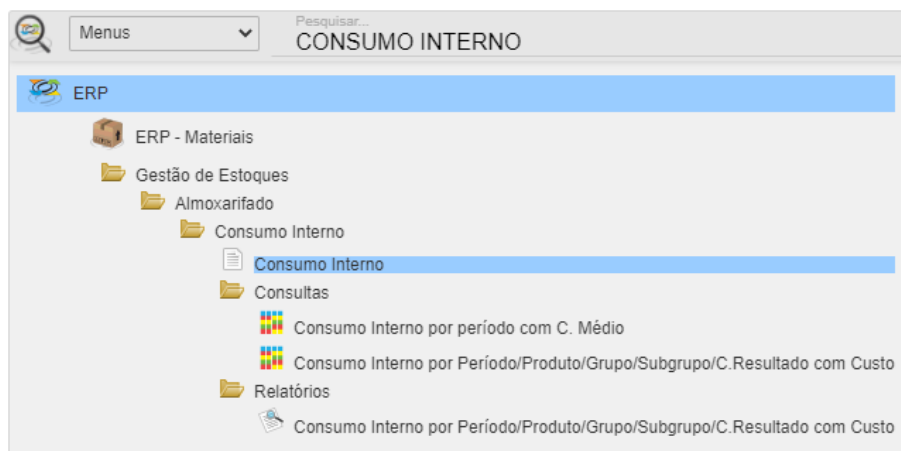 Menus
Pesquisar...
CONSUMO INTERNO
ERP
ERP - Materiais
Gestão de Estoques
Almoxarifado
Consumo Interno
Consumo Interno
Consultas
Consumo Interno por período com C. Médio
Consumo Interno por Período/Produto/Grupo/Subgrupo/C.Resultado com Custo
Relatórios
Consumo Interno por Período/Produto/Grupo/Subgrupo/C.Resultado com Custo